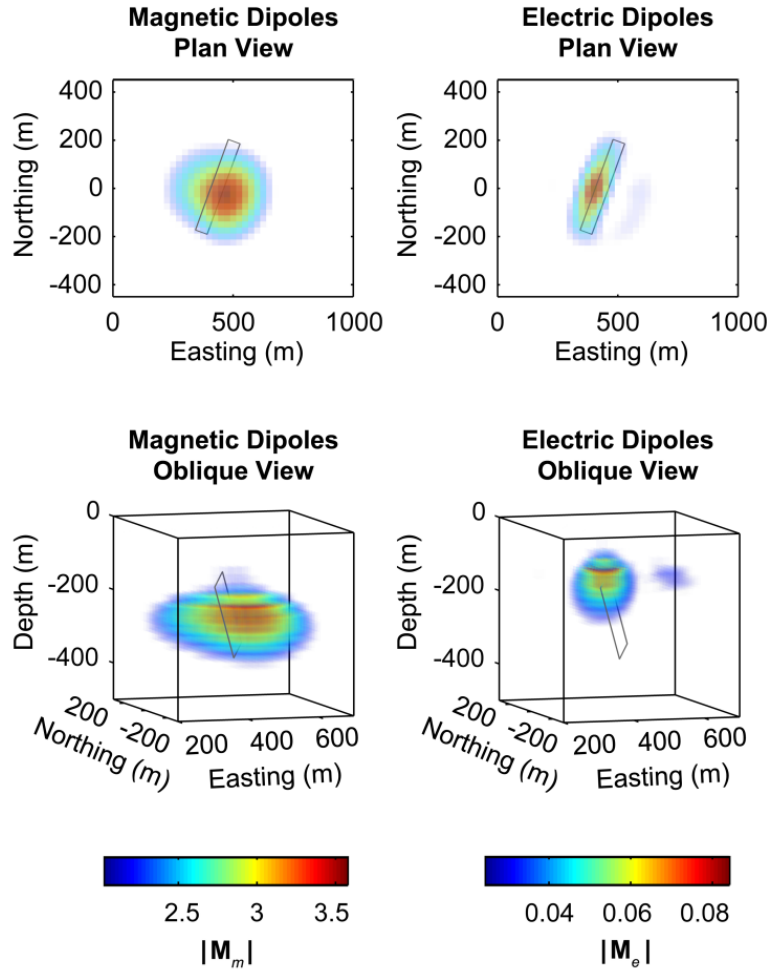 Magnetic Dipoles
Plan View
Electric Dipoles
Plan View
400
200
0
-200
-400
Northing (m)
0 500 1000
Easting (m)
400
200
0
-200
-400
Northing (m)
0 500 1000
Easting (m)
Magnetic Dipoles
Oblique View
Electric Dipoles
Oblique View
0
-200
-400
Depth (m)
200 -200
Northing (m)
200 400 600
Easting (m)
0
-200
-400
Depth (m)
200 -200
Northing (m)
200 400 600
Easting (m)
2.5 3 3.5
|Mm|
0.04 0.06 0.08
|Me|